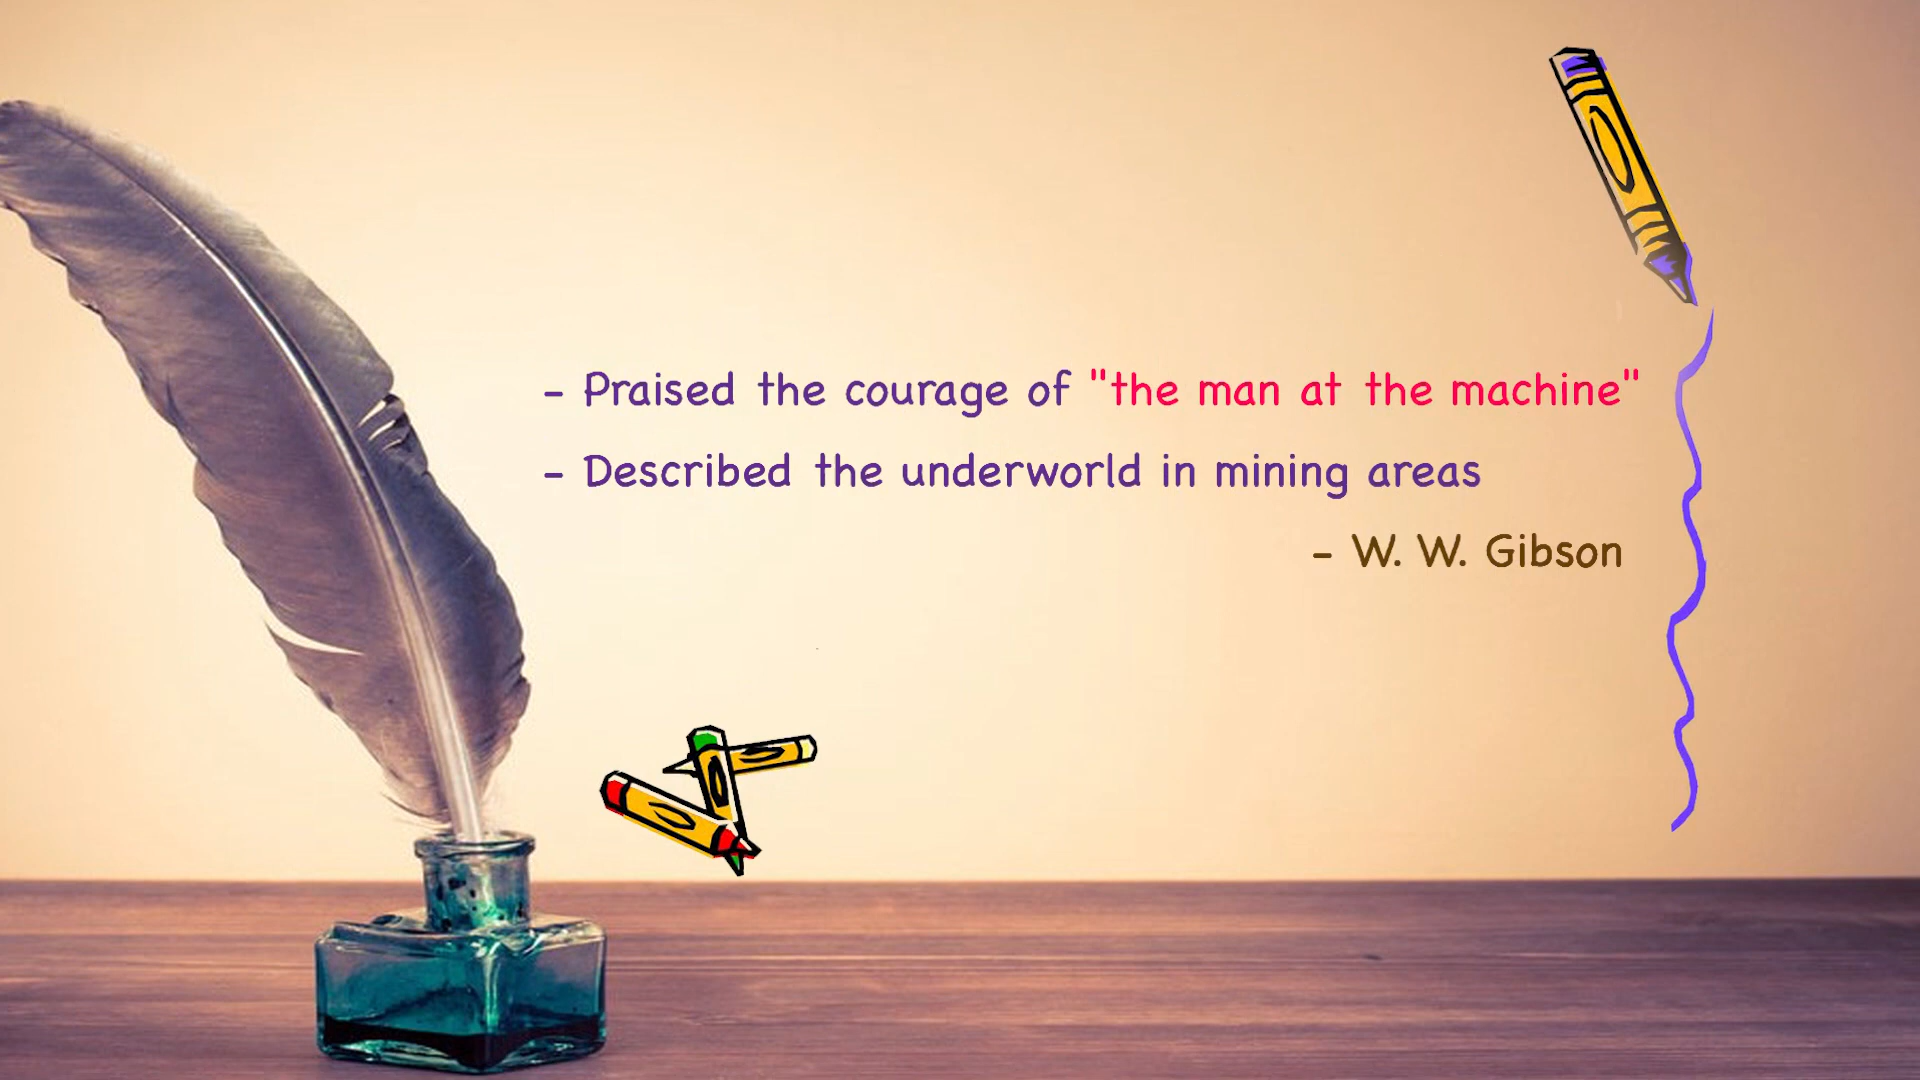 - Praised the courage of "the man at the machine"
- Described the underworld in mining areas
- W. W. Gibson